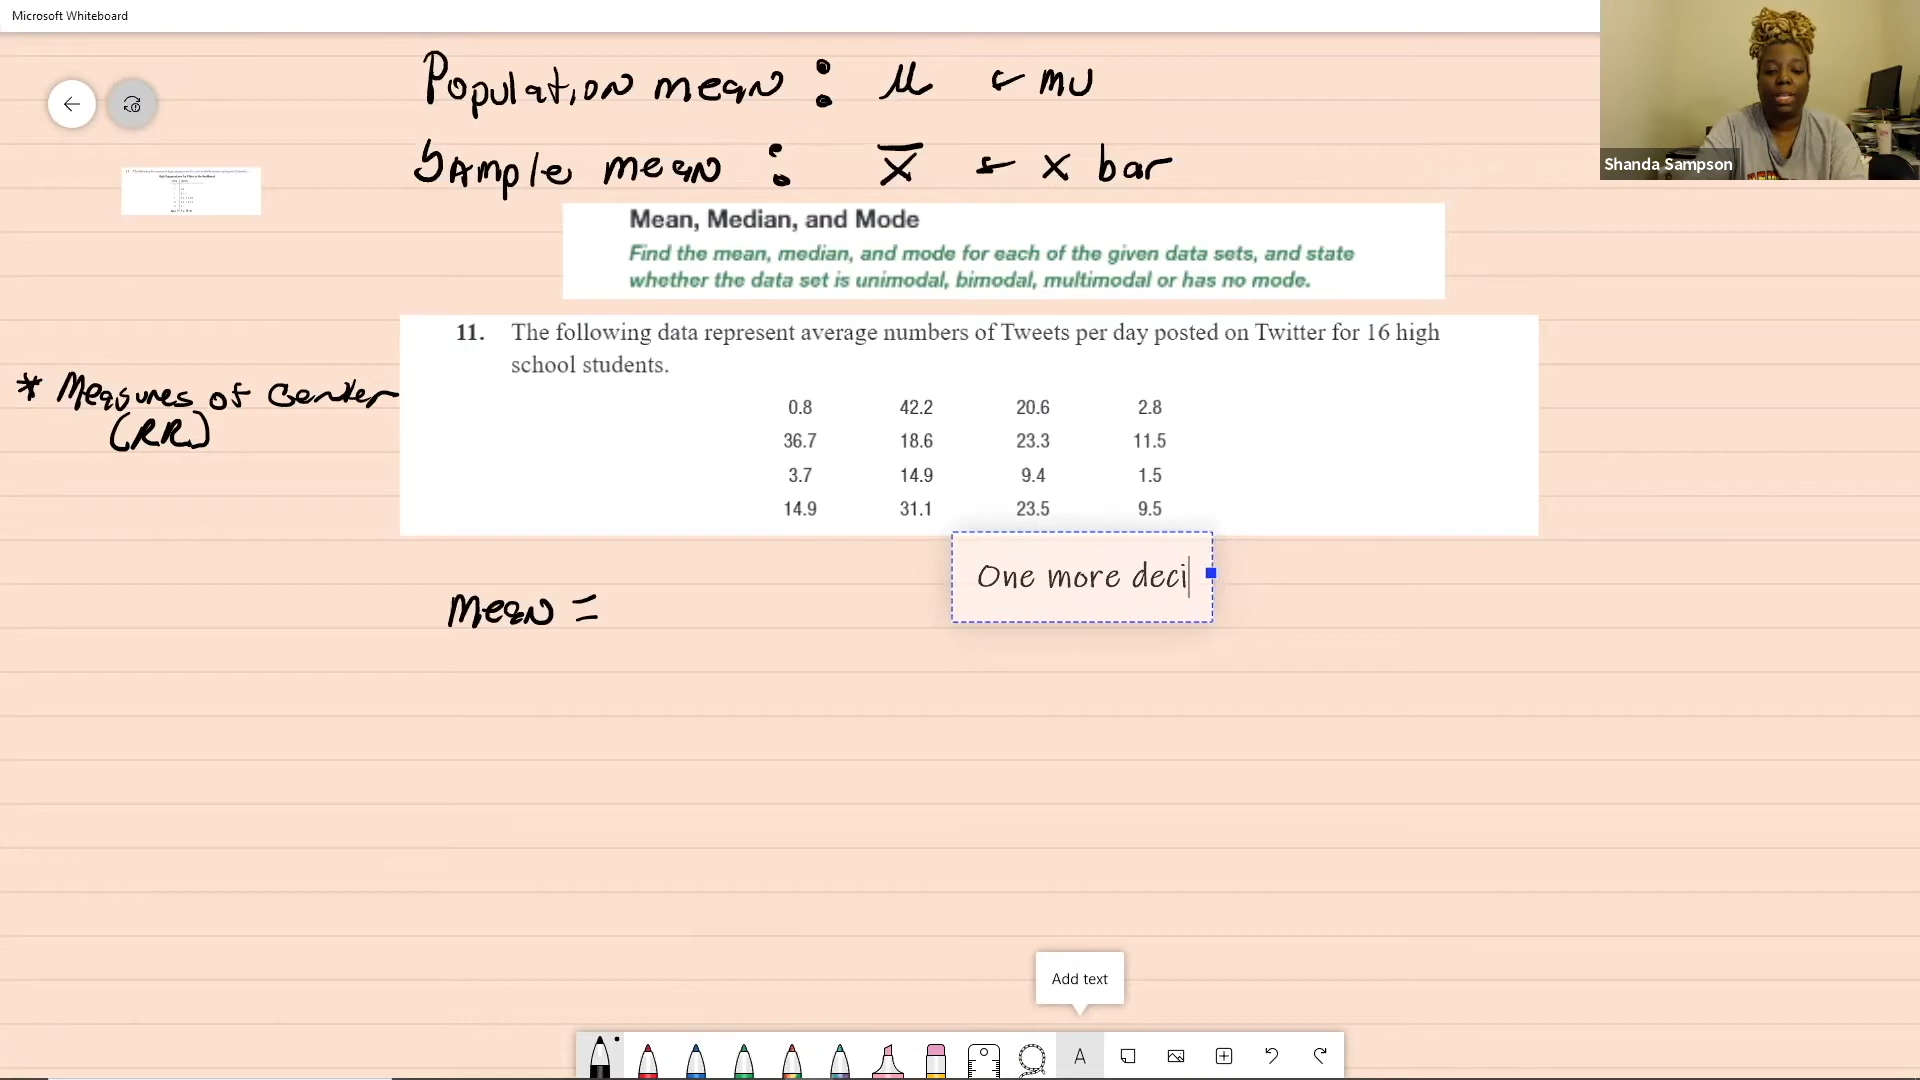 Microsoft Whiteboard
Population mean : μ ← mu
Sample mean : x̄ ← x bar
Shanda Sampson
Mean, Median, and Mode
Find the mean, median, and mode for each of the given data sets, and state
whether the data set is unimodal, bimodal, multimodal or has no mode.
11. The following data represent average numbers of Tweets per day posted on Twitter for 16 high
school students.
* Measures of Center
(RR)
0.8 42.2 20.6 2.8
36.7 18.6 23.3 11.5
3.7 14.9 9.4 1.5
14.9 31.1 23.5 9.5
One more deci
Mean =
Add text
A